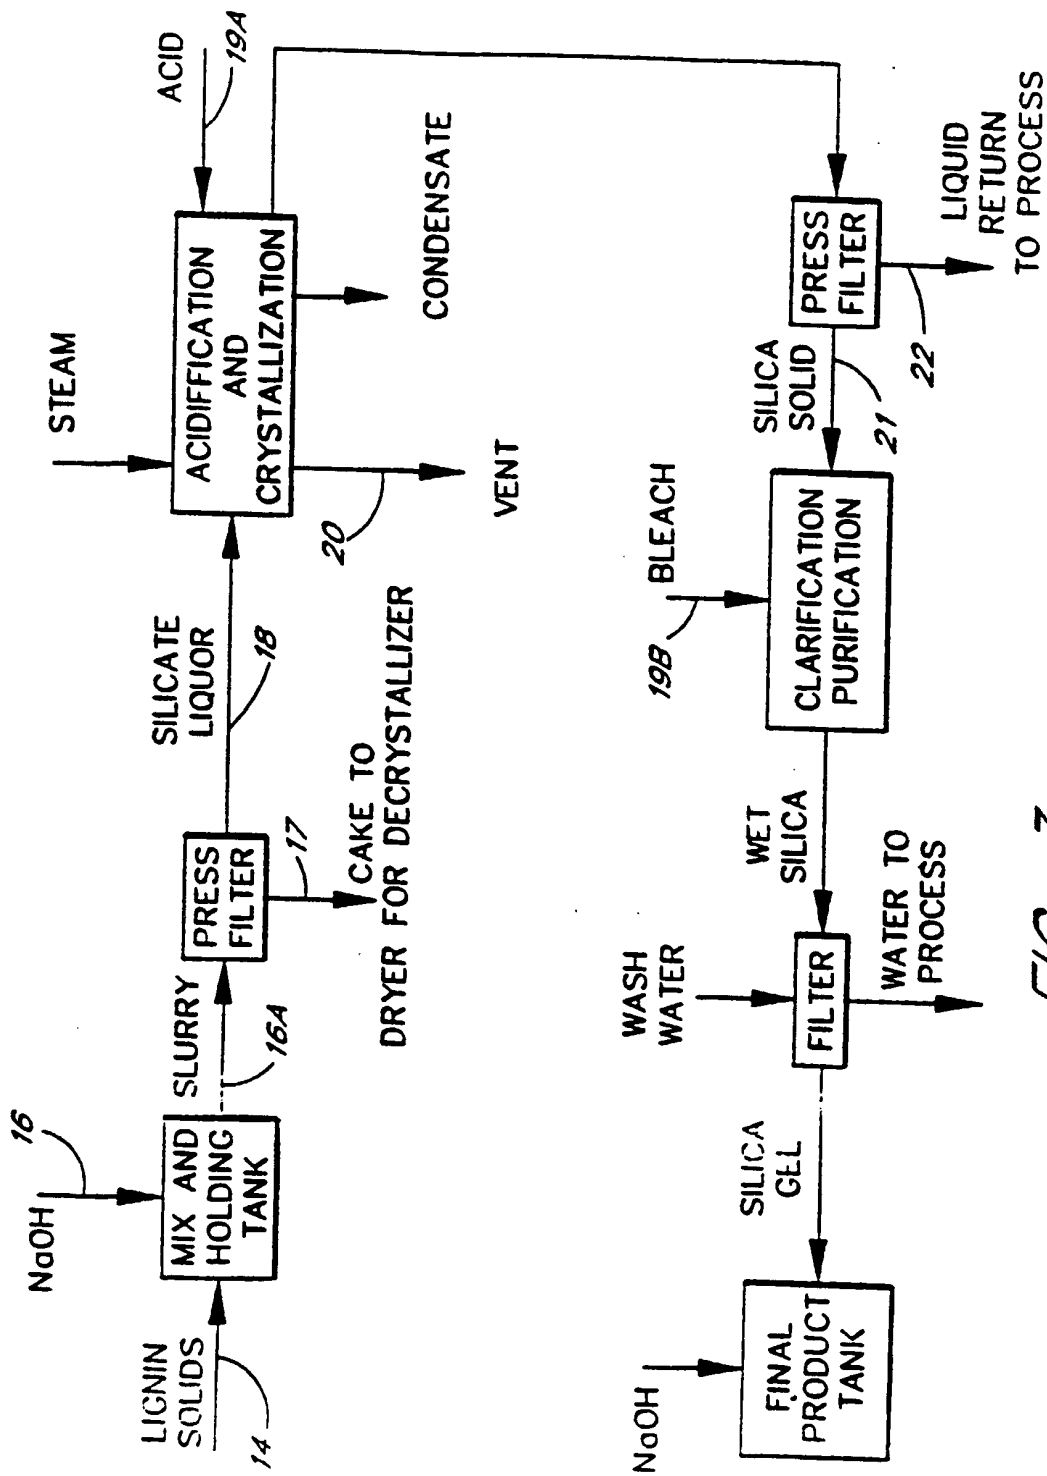 LIGNIN
SOLIDS
14
NaOH
16
MIX AND
HOLDING
TANK
SLURRY
16A
PRESS
FILTER
17
CAKE TO
DRYER FOR DECRYSTALLIZER
SILICATE
LIQUOR
18
STEAM
ACIDIFFICATION
AND
CRYSTALLIZATION
20
VENT
CONDENSATE
ACID
19A
PRESS
FILTER
22
LIQUID
RETURN
TO PROCESS
SILICA
SOLID
21
BLEACH
19B
CLARIFICATION
PURIFICATION
WET
SILICA
WASH
WATER
FILTER
WATER TO
PROCESS
SILICA
GEL
NaOH
FINAL
PRODUCT
TANK